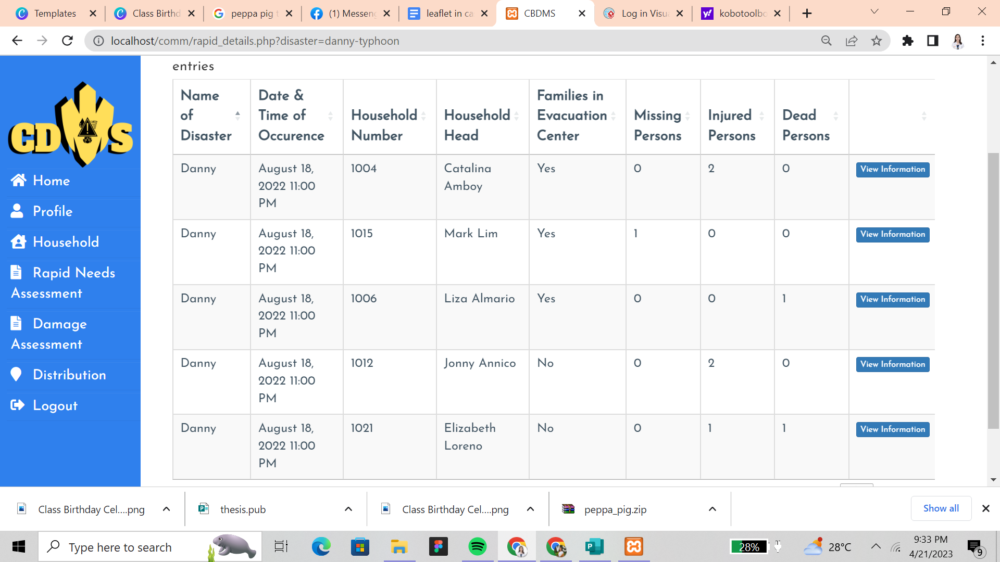 Templates
Class Birthd
peppa pig t
(1) Messeng
leaflet in ca
CBDMS
Log in Visu
kobotoolbo
localhost/comm/rapid_details.php?disaster=danny-typhoon
entries
Name of Disaster
Date & Time of Occurence
Household Number
Household Head
Families in Evacuation Center
Missing Persons
Injured Persons
Dead Persons
Danny August 18, 2022 11:00 PM 1004 Catalina Amboy Yes 0 2 0 View Information
Danny August 18, 2022 11:00 PM 1015 Mark Lim Yes 1 0 0 View Information
Danny August 18, 2022 11:00 PM 1006 Liza Almario Yes 0 0 1 View Information
Danny August 18, 2022 11:00 PM 1012 Jonny Annico No 0 2 0 View Information
Danny August 18, 2022 11:00 PM 1021 Elizabeth Loreno No 0 1 1 View Information
CDMS
Home
Profile
Household
Rapid Needs
Assessment
Damage
Assessment
Distribution
Logout
Class Birthday Cel....png
thesis.pub
Class Birthday Cel....png
peppa_pig.zip
Show all
Type here to search
28%
28°C
9:33 PM
4/21/2023
9